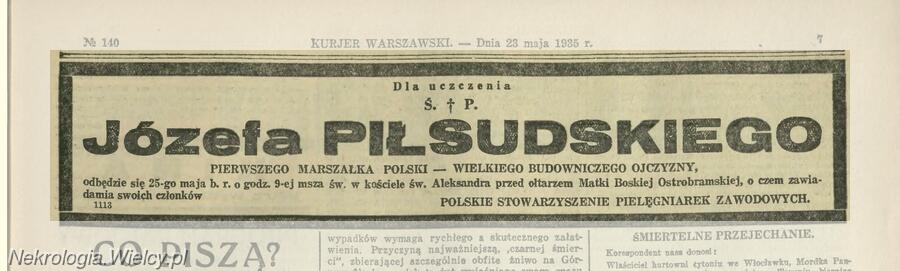 № 140 KURJER WARSZAWSKI. — Dnia 23 maja 1935 r. 7
Dla uczczenia
Ś. † P.
Józefa PIŁSUDSKIEGO
PIERWSZEGO MARSZAŁKA POLSKI — WIELKIEGO BUDOWNICZEGO OJCZYZNY,
odbędzie się 25-go maja b. r. o godz. 9-ej msza św. w kościele św. Aleksandra przed ołtarzem Matki Boskiej Ostrobramskiej, o czem zawia-
damia swoich członków
POLSKIE STOWARZYSZENIE PIELĘGNIAREK ZAWODOWYCH.
1113
CO PISZĄ?
wypadków wymaga rychłego a skutecznego załat-
wienia. Przyczyną najważniejszą, „czarnej śmier-
ci", zbierającej szczególnie obfite żniwo na Gór-
ŚMIERTELNE PRZEJECHANIE.
Korespondent nasz donosi:
Właściciel hurtowni tytoniu we Włocławku, Mordka Pan-
Nekrologia.Wielcy.pl